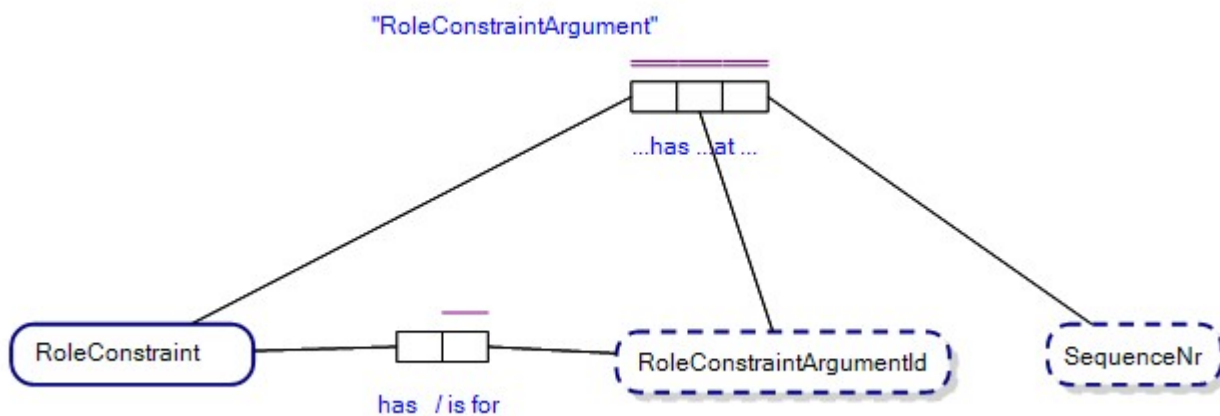 "RoleConstraintArgument"
...has ...at ...
RoleConstraint
RoleConstraintArgumentId
SequenceNr
has / is for